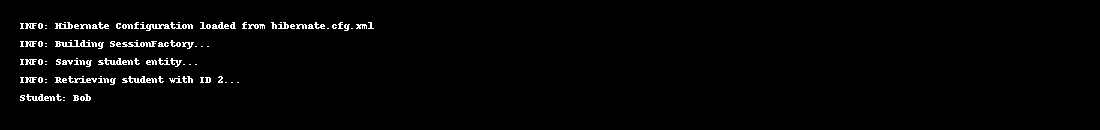 INFO: Hibernate Configuration loaded from hibernate.cfg.xml
INFO: Building SessionFactory...
INFO: Saving student entity...
INFO: Retrieving student with ID 2...
Student: Bob